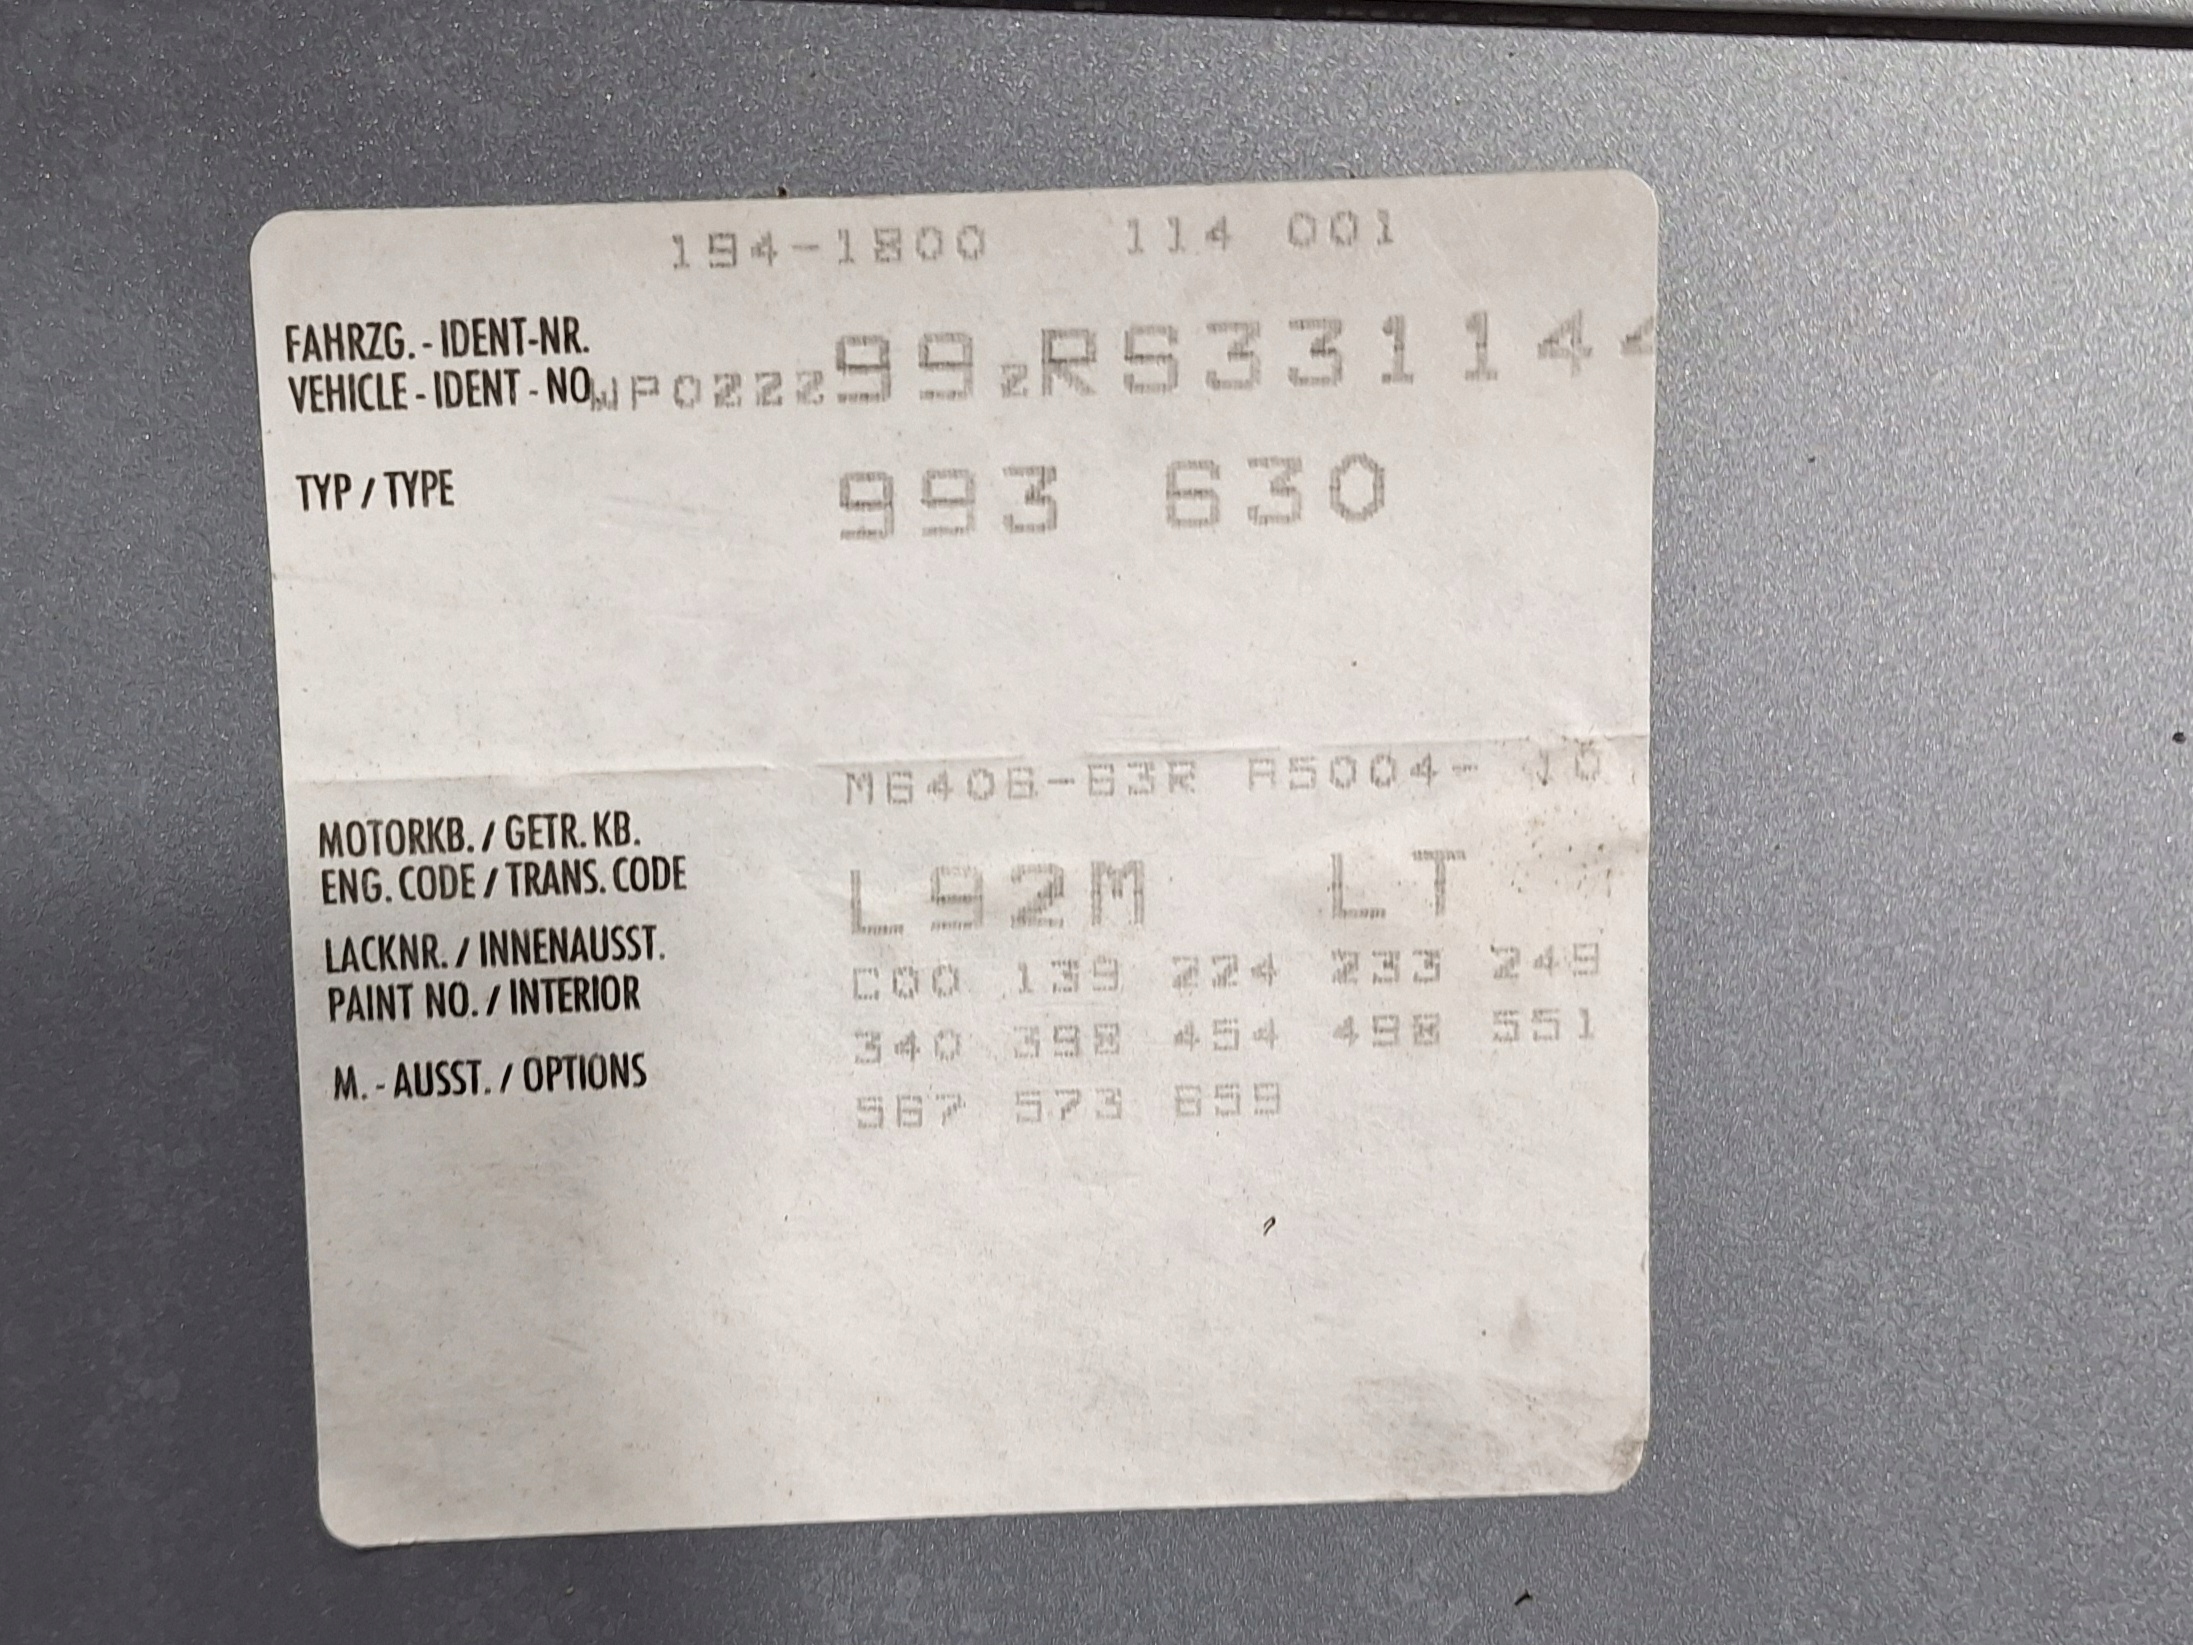 194-1800 114 001
FAHRZG. - IDENT-NR.
VEHICLE - IDENT - NO. WP0ZZZ99ZRS33114
TYP / TYPE 993 630
M6406-63R A5004-
MOTORKB. / GETR. KB.
ENG. CODE / TRANS. CODE
L92M LT
LACKNR. / INNENAUSST.
PAINT NO. / INTERIOR
C00 139 224 233 249
340 398 454 498 551
M. - AUSST. / OPTIONS
567 573 659